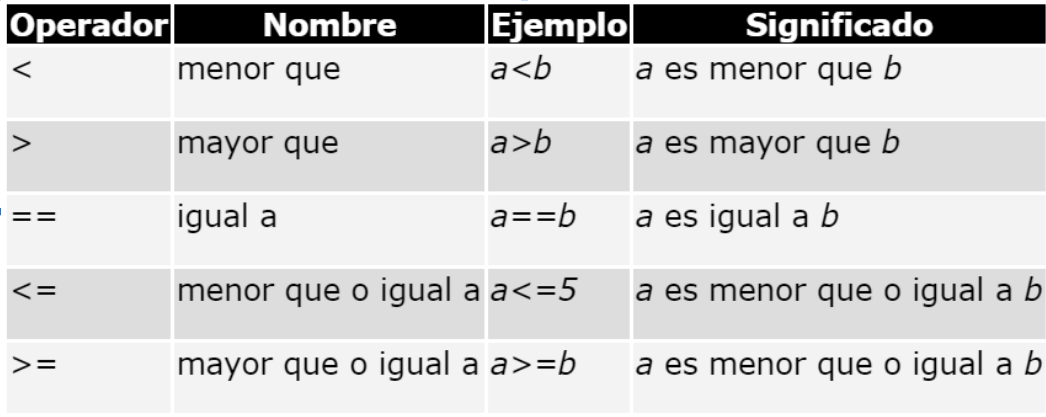 Operador Nombre Ejemplo Significado
< menor que a<b a es menor que b
> mayor que a>b a es mayor que b
== igual a a==b a es igual a b
<= menor que o igual a a<=5 a es menor que o igual a b
>= mayor que o igual a a>=b a es menor que o igual a b